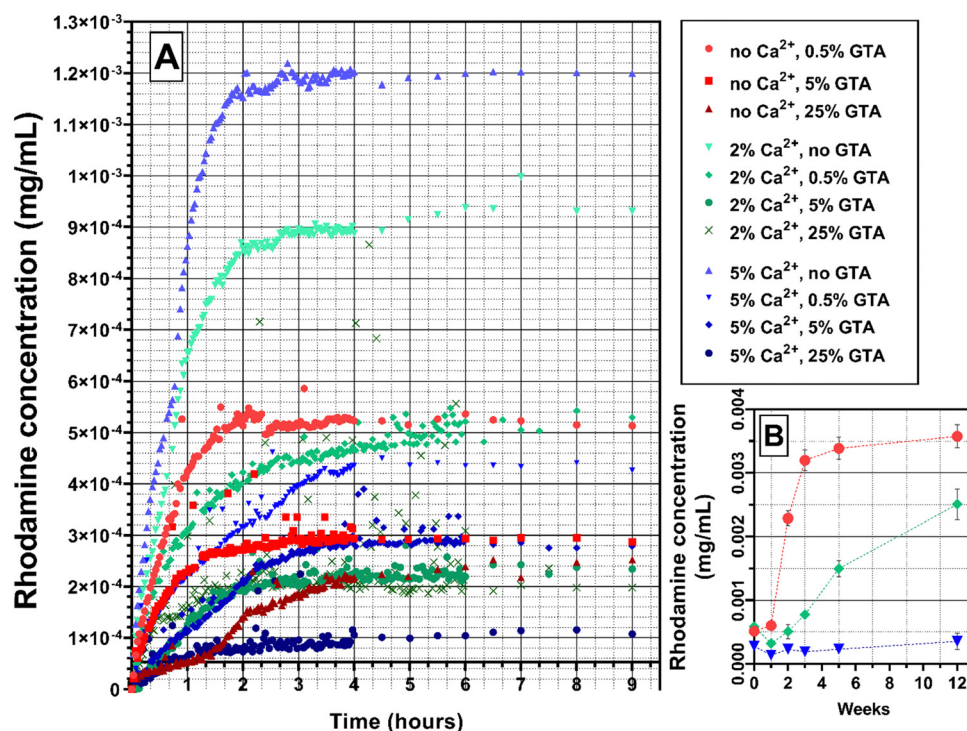 A
Rhodamine concentration (mg/mL)
1.3×10⁻³
1.2×10⁻³
1.1×10⁻³
1×10⁻³
9×10⁻⁴
8×10⁻⁴
7×10⁻⁴
6×10⁻⁴
5×10⁻⁴
4×10⁻⁴
3×10⁻⁴
2×10⁻⁴
1×10⁻⁴
0
0 1 2 3 4 5 6 7 8 9
Time (hours)
no Ca²⁺, 0.5% GTA
no Ca²⁺, 5% GTA
no Ca²⁺, 25% GTA
2% Ca²⁺, no GTA
2% Ca²⁺, 0.5% GTA
2% Ca²⁺, 5% GTA
2% Ca²⁺, 25% GTA
5% Ca²⁺, no GTA
5% Ca²⁺, 0.5% GTA
5% Ca²⁺, 5% GTA
5% Ca²⁺, 25% GTA
B
Rhodamine concentration
(mg/mL)
0.004
0.003
0.002
0.001
0.000
0 2 4 6 8 10 12
Weeks